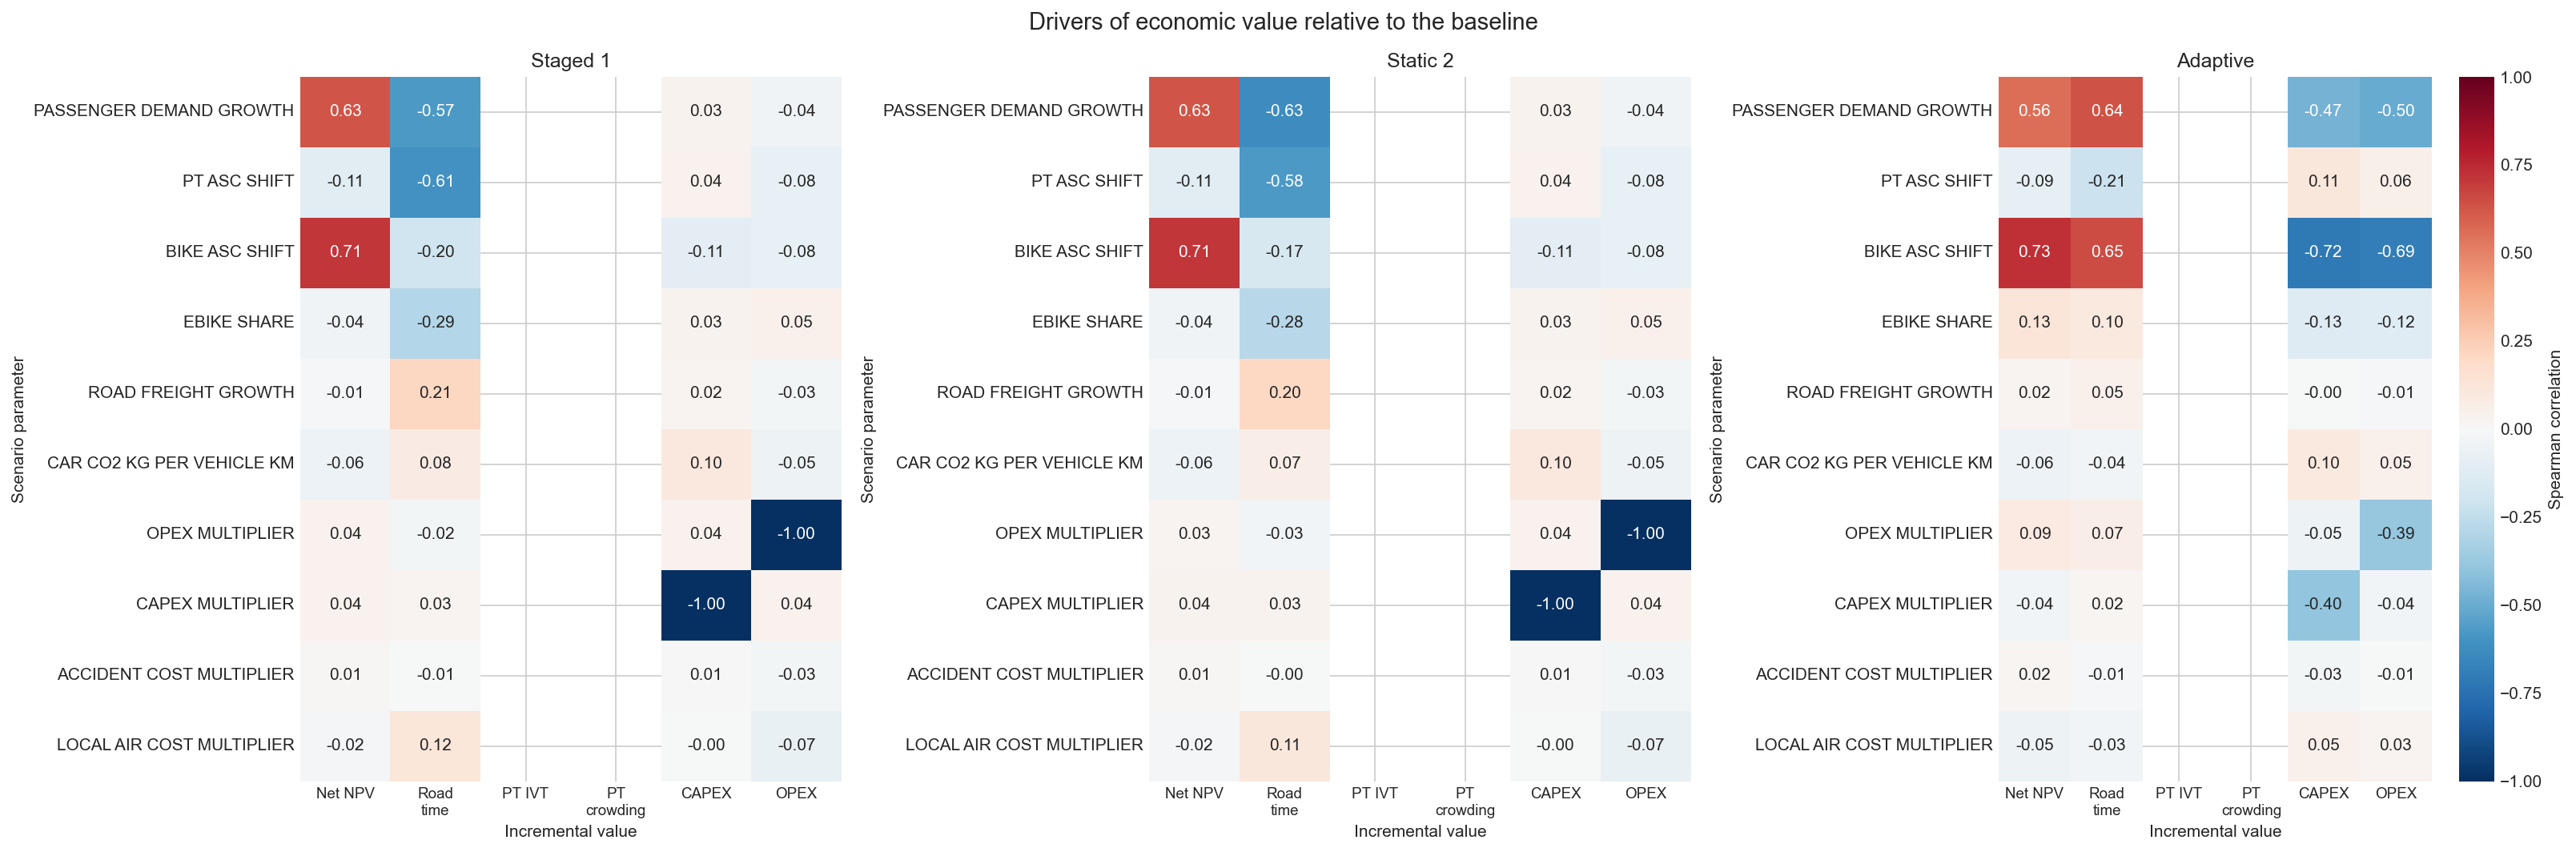 Drivers of economic value relative to the baseline
Staged 1
Scenario parameter
PASSENGER DEMAND GROWTH 0.63 -0.57 0.03 -0.04
PT ASC SHIFT -0.11 -0.61 0.04 -0.08
BIKE ASC SHIFT 0.71 -0.20 -0.11 -0.08
EBIKE SHARE -0.04 -0.29 0.03 0.05
ROAD FREIGHT GROWTH -0.01 0.21 0.02 -0.03
CAR CO2 KG PER VEHICLE KM -0.06 0.08 0.10 -0.05
OPEX MULTIPLIER 0.04 -0.02 0.04 -1.00
CAPEX MULTIPLIER 0.04 0.03 -1.00 0.04
ACCIDENT COST MULTIPLIER 0.01 -0.01 0.01 -0.03
LOCAL AIR COST MULTIPLIER -0.02 0.12 -0.00 -0.07
Net NPV Road PT IVT PT CAPEX OPEX
time crowding
Incremental value
Static 2
Scenario parameter
PASSENGER DEMAND GROWTH 0.63 -0.63 0.03 -0.04
PT ASC SHIFT -0.11 -0.58 0.04 -0.08
BIKE ASC SHIFT 0.71 -0.17 -0.11 -0.08
EBIKE SHARE -0.04 -0.28 0.03 0.05
ROAD FREIGHT GROWTH -0.01 0.20 0.02 -0.03
CAR CO2 KG PER VEHICLE KM -0.06 0.07 0.10 -0.05
OPEX MULTIPLIER 0.03 -0.03 0.04 -1.00
CAPEX MULTIPLIER 0.04 0.03 -1.00 0.04
ACCIDENT COST MULTIPLIER 0.01 -0.00 0.01 -0.03
LOCAL AIR COST MULTIPLIER -0.02 0.11 -0.00 -0.07
Net NPV Road PT IVT PT CAPEX OPEX
time crowding
Incremental value
Adaptive
Scenario parameter
PASSENGER DEMAND GROWTH 0.56 0.64 -0.47 -0.50
PT ASC SHIFT -0.09 -0.21 0.11 0.06
BIKE ASC SHIFT 0.73 0.65 -0.72 -0.69
EBIKE SHARE 0.13 0.10 -0.13 -0.12
ROAD FREIGHT GROWTH 0.02 0.05 -0.00 -0.01
CAR CO2 KG PER VEHICLE KM -0.06 -0.04 0.10 0.05
OPEX MULTIPLIER 0.09 0.07 -0.05 -0.39
CAPEX MULTIPLIER -0.04 0.02 -0.40 -0.04
ACCIDENT COST MULTIPLIER 0.02 -0.01 -0.03 -0.01
LOCAL AIR COST MULTIPLIER -0.05 -0.03 0.05 0.03
Net NPV Road PT IVT PT CAPEX OPEX
time crowding
Incremental value
1.00
0.75
0.50
0.25
0.00
−0.25
−0.50
−0.75
−1.00
Spearman correlation